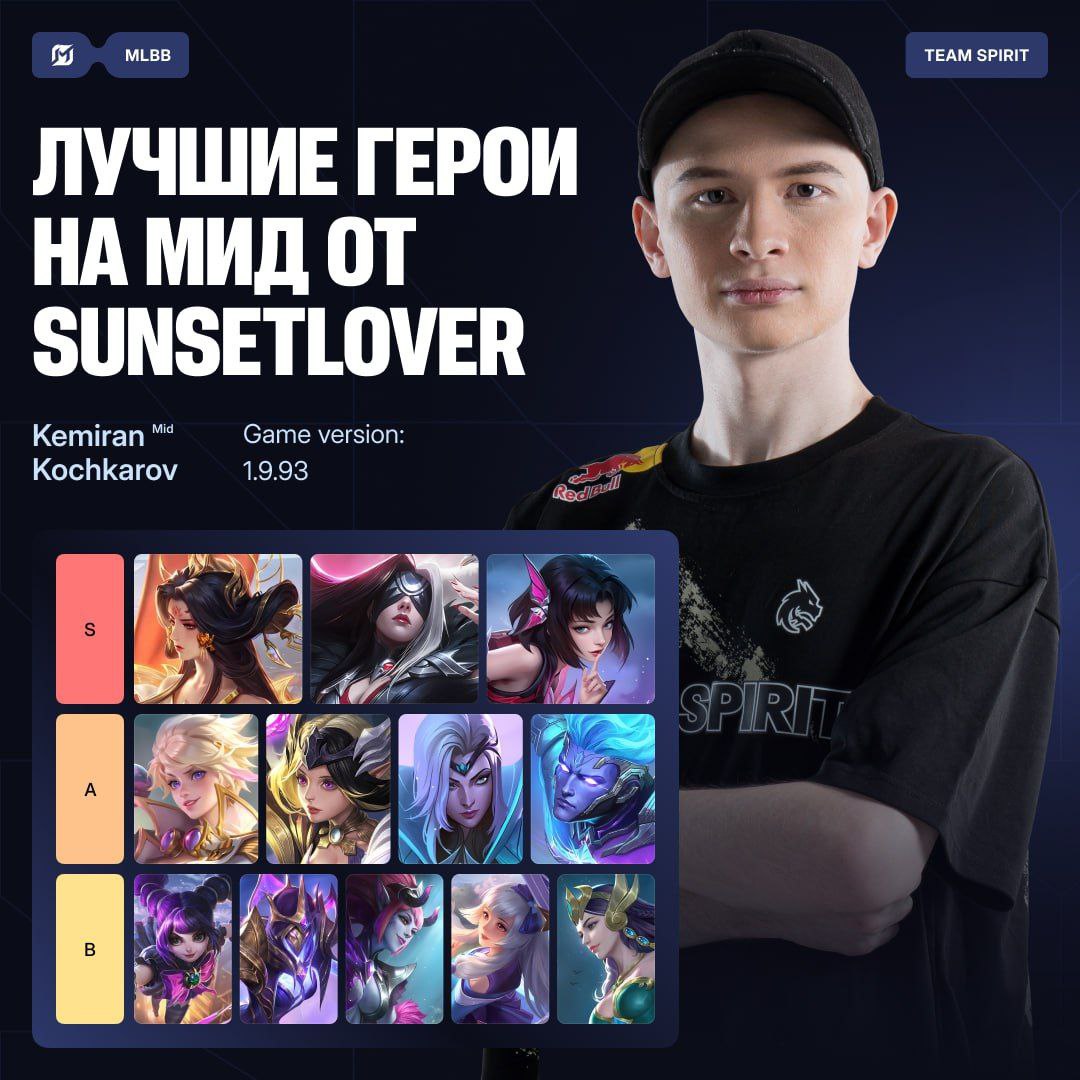 MLBB
TEAM SPIRIT
ЛУЧШИЕ ГЕРОИ
НА МИД ОТ
SUNSETLOVER
Kemiran Mid
Kochkarov
Game version:
1.9.93
Red Bull
SPIRIT
S
A
B